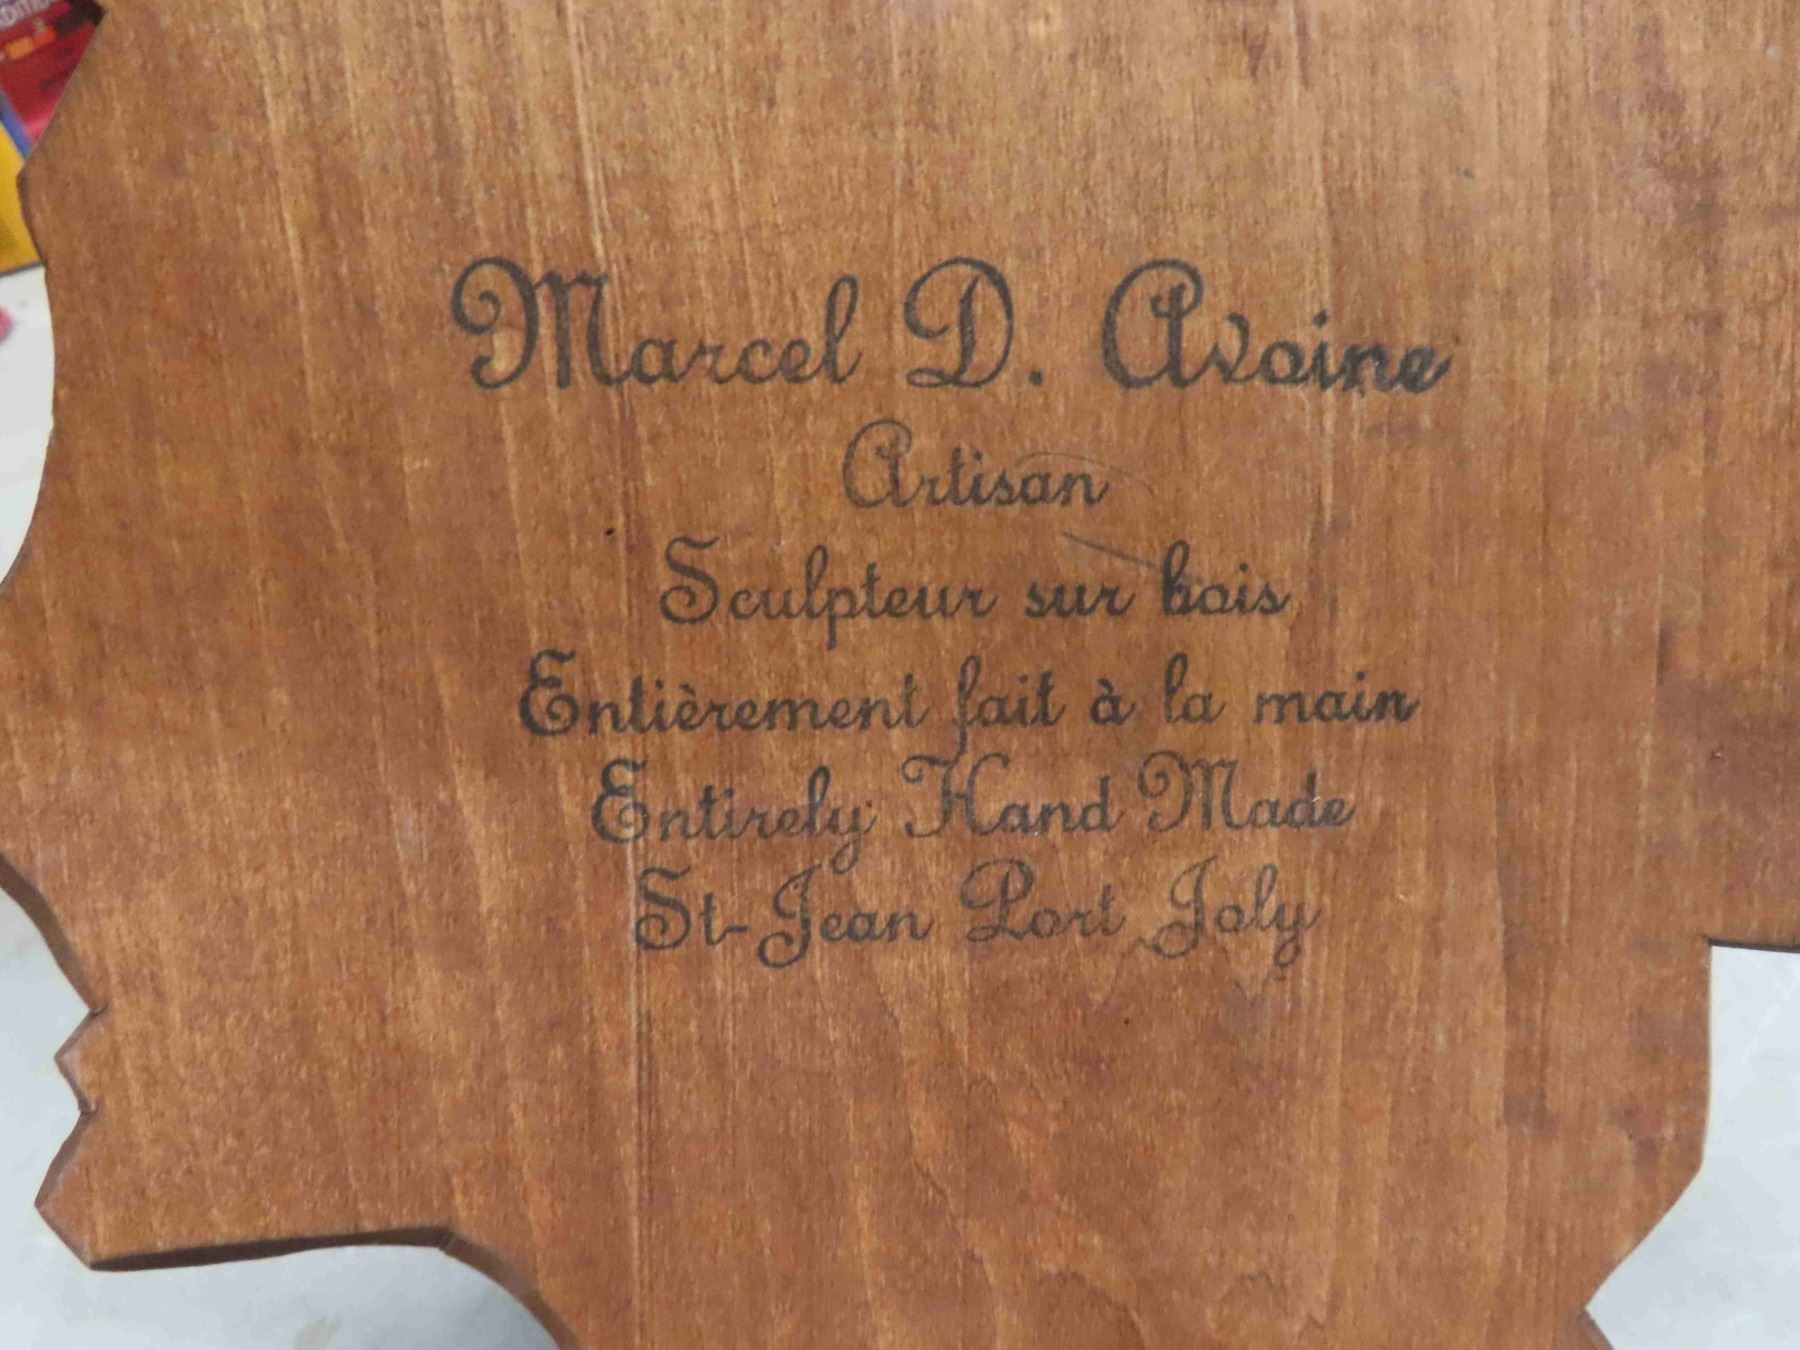 Marcel D. Avoine
Artisan
Sculpteur sur bois
Entièrement fait à la main
Entirely Hand Made
St-Jean Port Joly